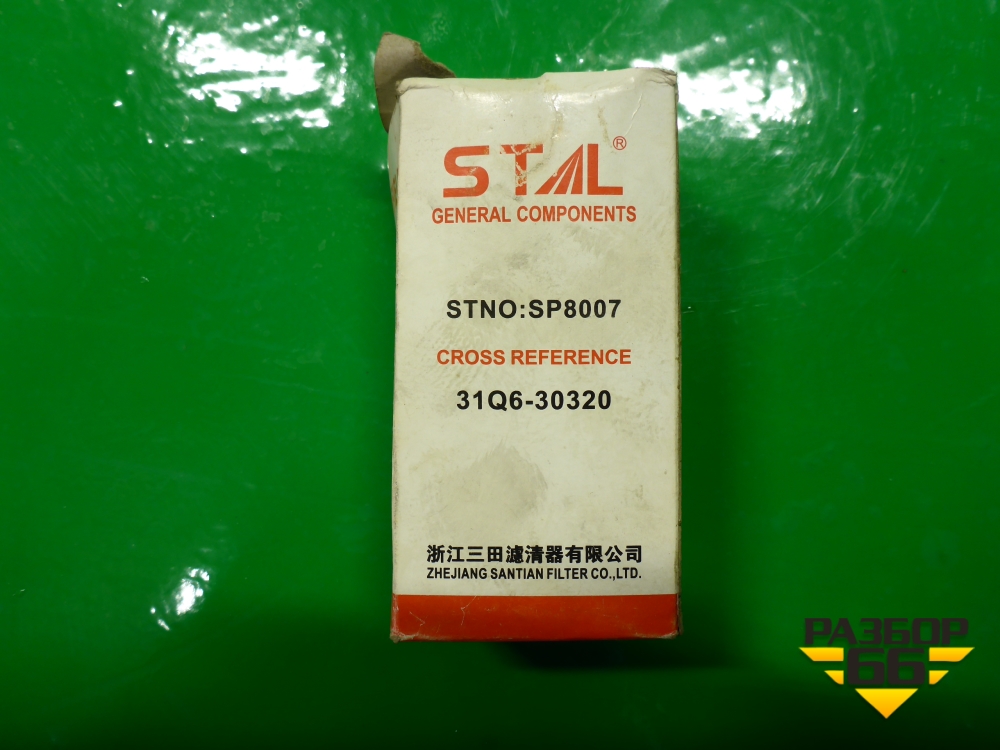 STAL®
GENERAL COMPONENTS
STNO:SP8007
CROSS REFERENCE
31Q6-30320
浙江三田滤清器有限公司
ZHEJIANG SANTIAN FILTER CO.,LTD.
РАЗБОР
66